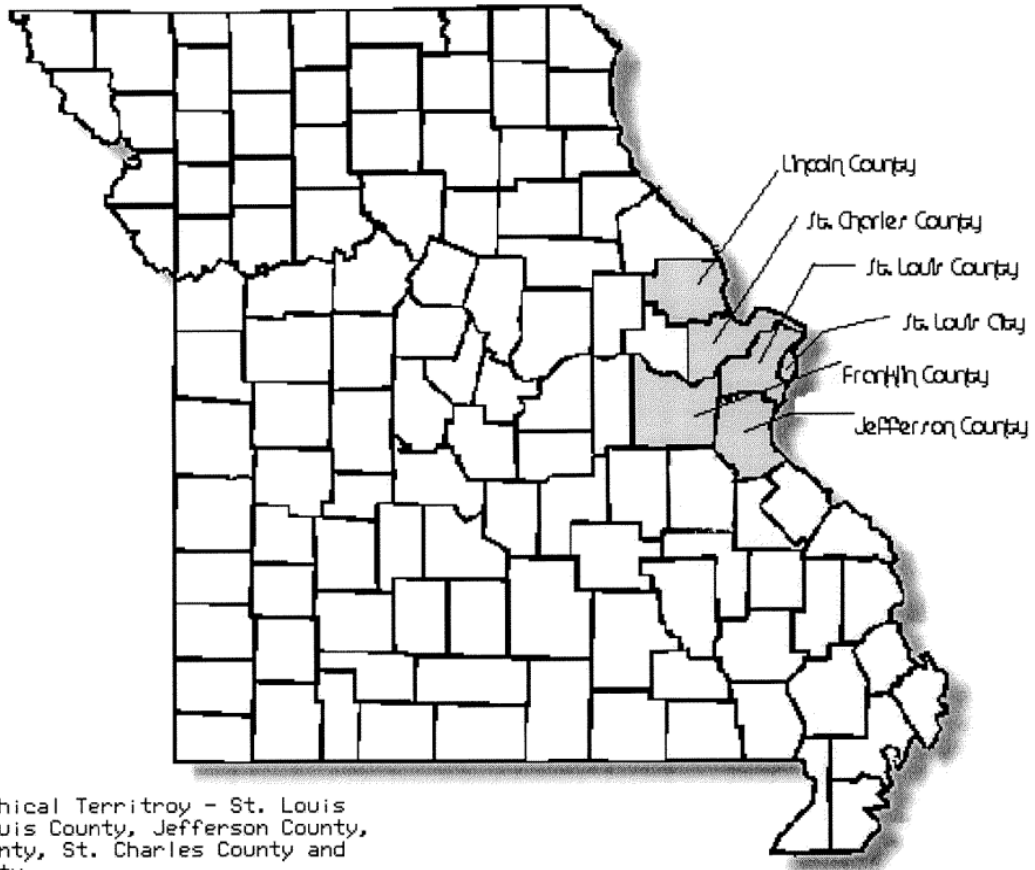 Lincoln County
St. Charles County
St. Louis County
St. Louis City
Franklin County
Jefferson County
hical Territroy - St. Louis
uis County, Jefferson County,
nty, St. Charles County and